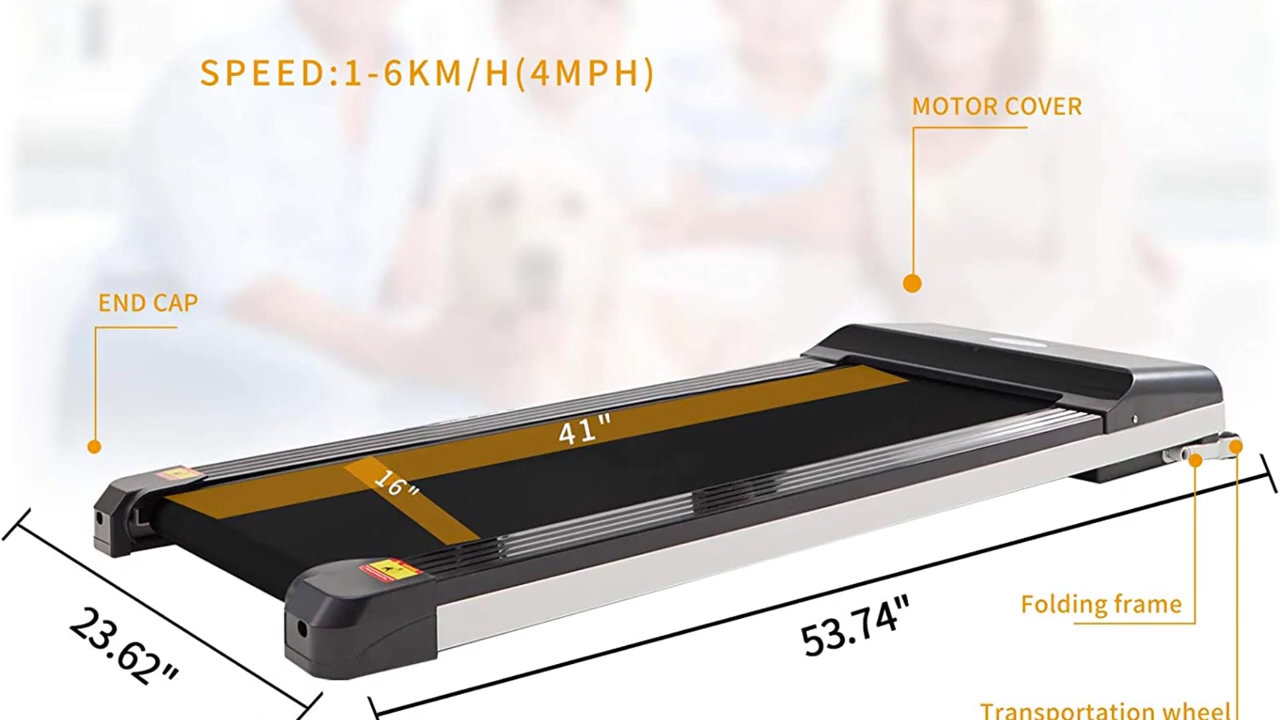 SPEED:1-6KM/H(4MPH)
MOTOR COVER
END CAP
41"
16"
23.62"
53.74"
Folding frame
Transportation wheel